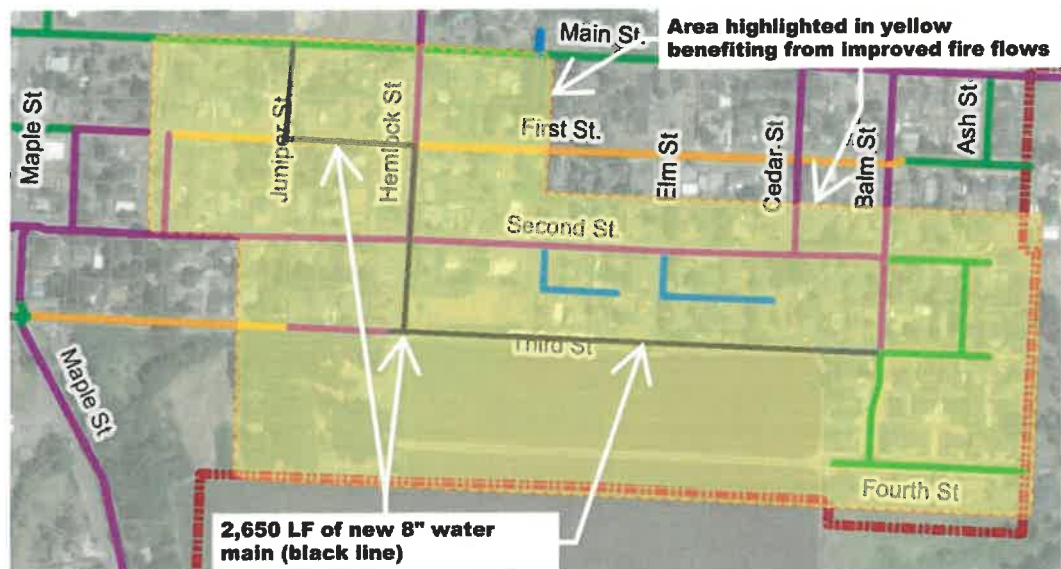 Main St.
Area highlighted in yellow
benefiting from improved fire flows
Maple St
Juniper St
Hemlock St
First St.
Elm St
Cedar St
Balm St
Ash St
Second St.
Third St
Maple St
Fourth St
2,650 LF of new 8" water
main (black line)